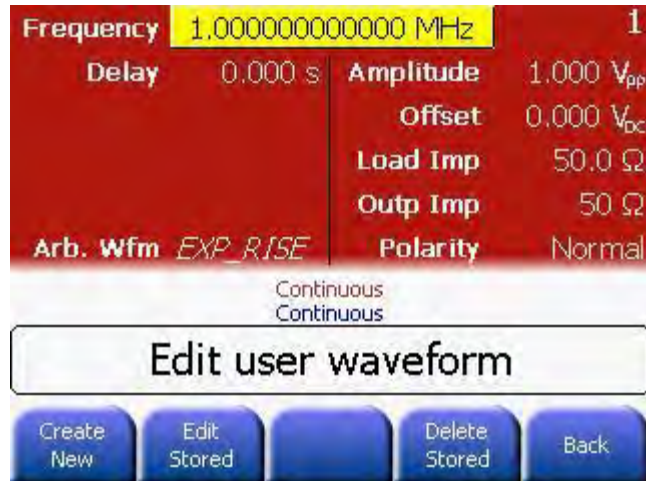 Frequency 1.000000000000 MHz 1
Delay 0.000 s Amplitude 1.000 Vpp
Offset 0.000 VDC
Load Imp 50.0 Ω
Outp Imp 50 Ω
Arb. Wfm EXP_RISE Polarity Normal
Continuous
Continuous
Edit user waveform
Create New
Edit Stored
Delete Stored
Back